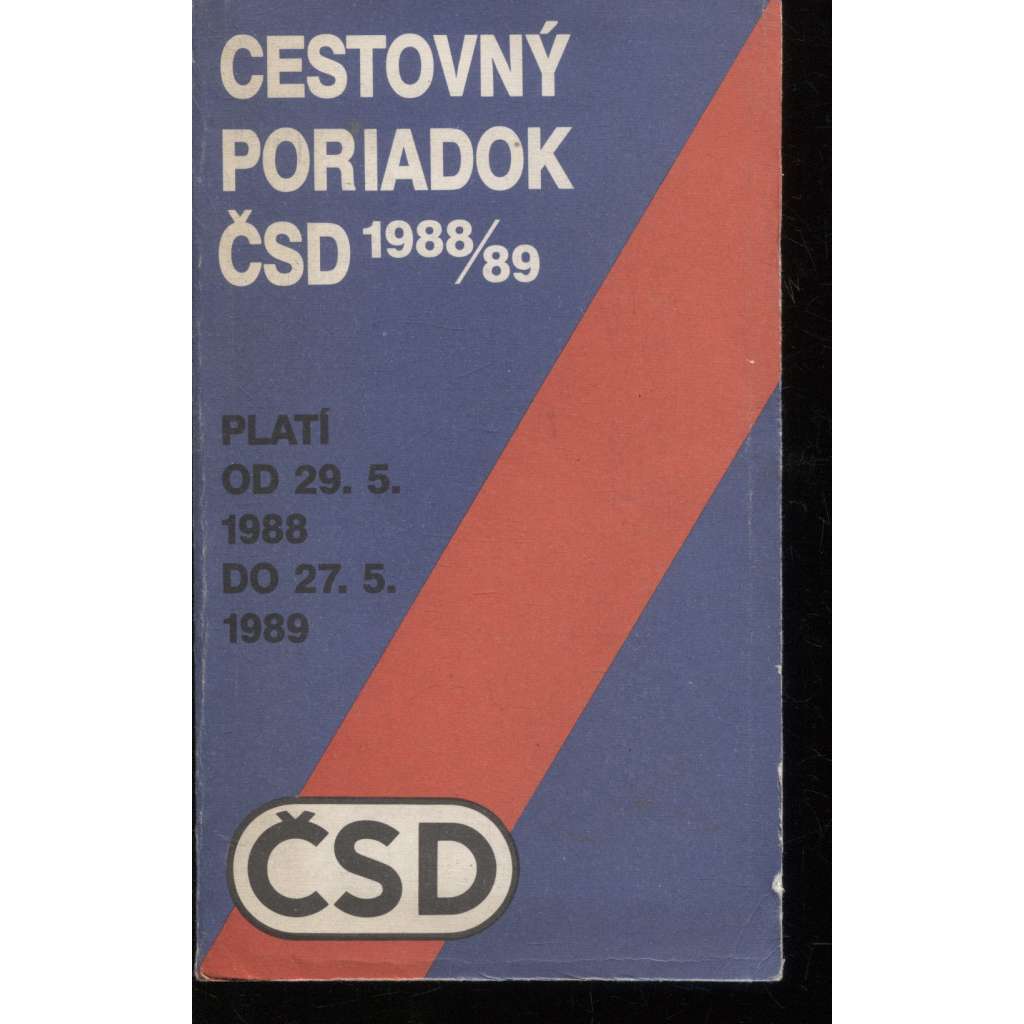 CESTOVNÝ
PORIADOK
ČSD 1988/89
PLATÍ
OD 29. 5.
1988
DO 27. 5.
1989
ČSD